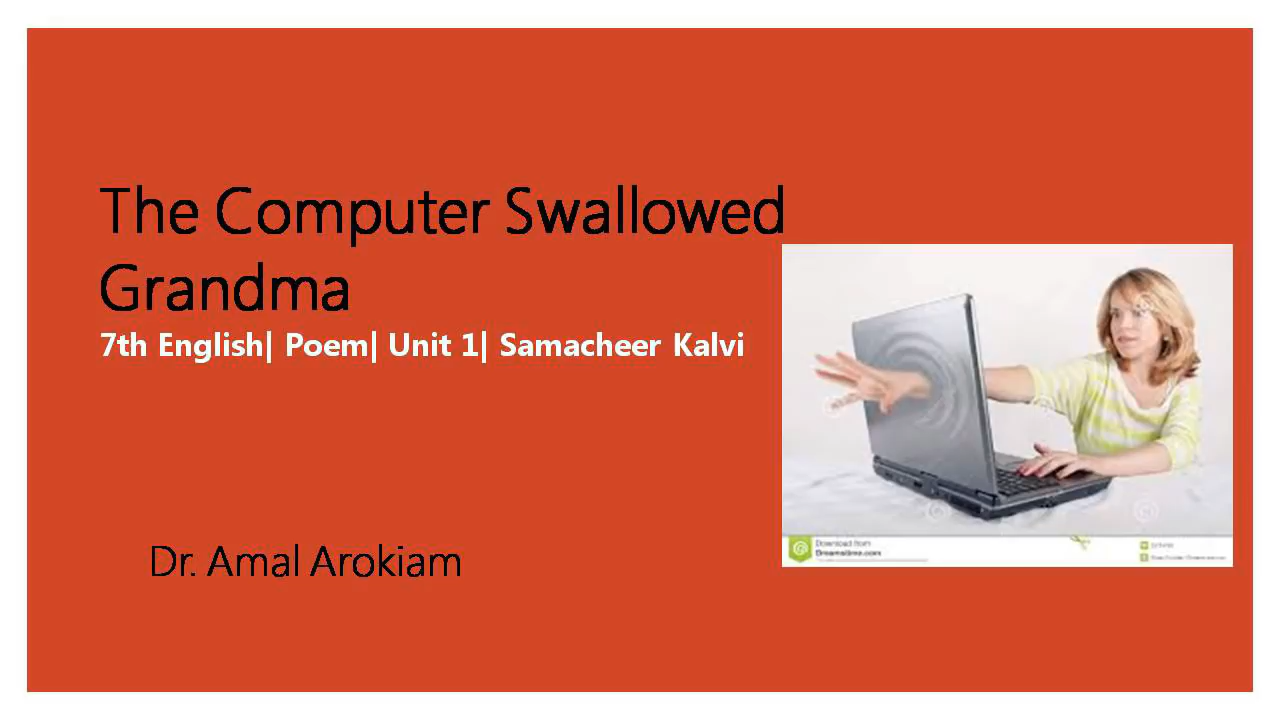 The Computer Swallowed
Grandma
7th English| Poem| Unit 1| Samacheer Kalvi
Dr. Amal Arokiam
Download from
Dreamstime.com